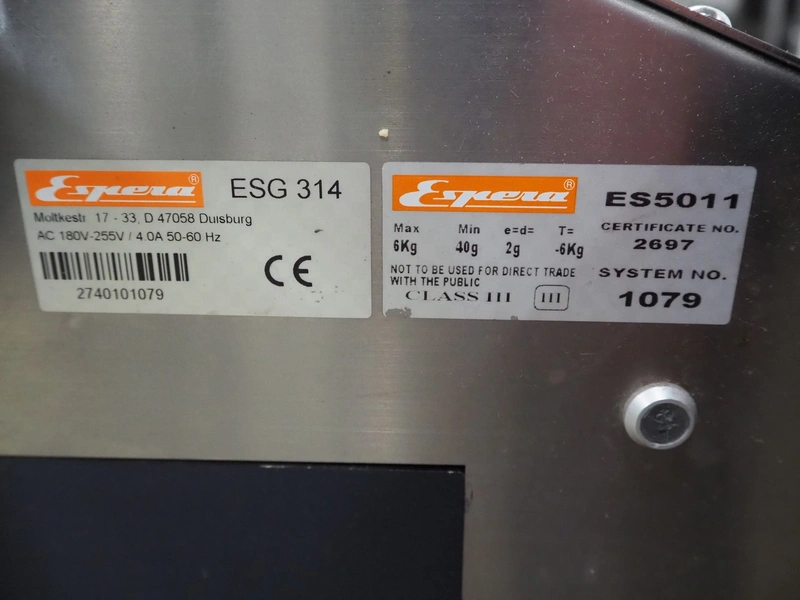 Espera® ESG 314
Moltkestr 17 - 33, D 47058 Duisburg
AC 180V-255V / 4.0A 50-60 Hz
2740101079
CE
Espera® ES5011
Max Min e=d= T=
6Kg 40g 2g -6Kg
CERTIFICATE NO.
2697
NOT TO BE USED FOR DIRECT TRADE
WITH THE PUBLIC
CLASS III III
SYSTEM NO.
1079